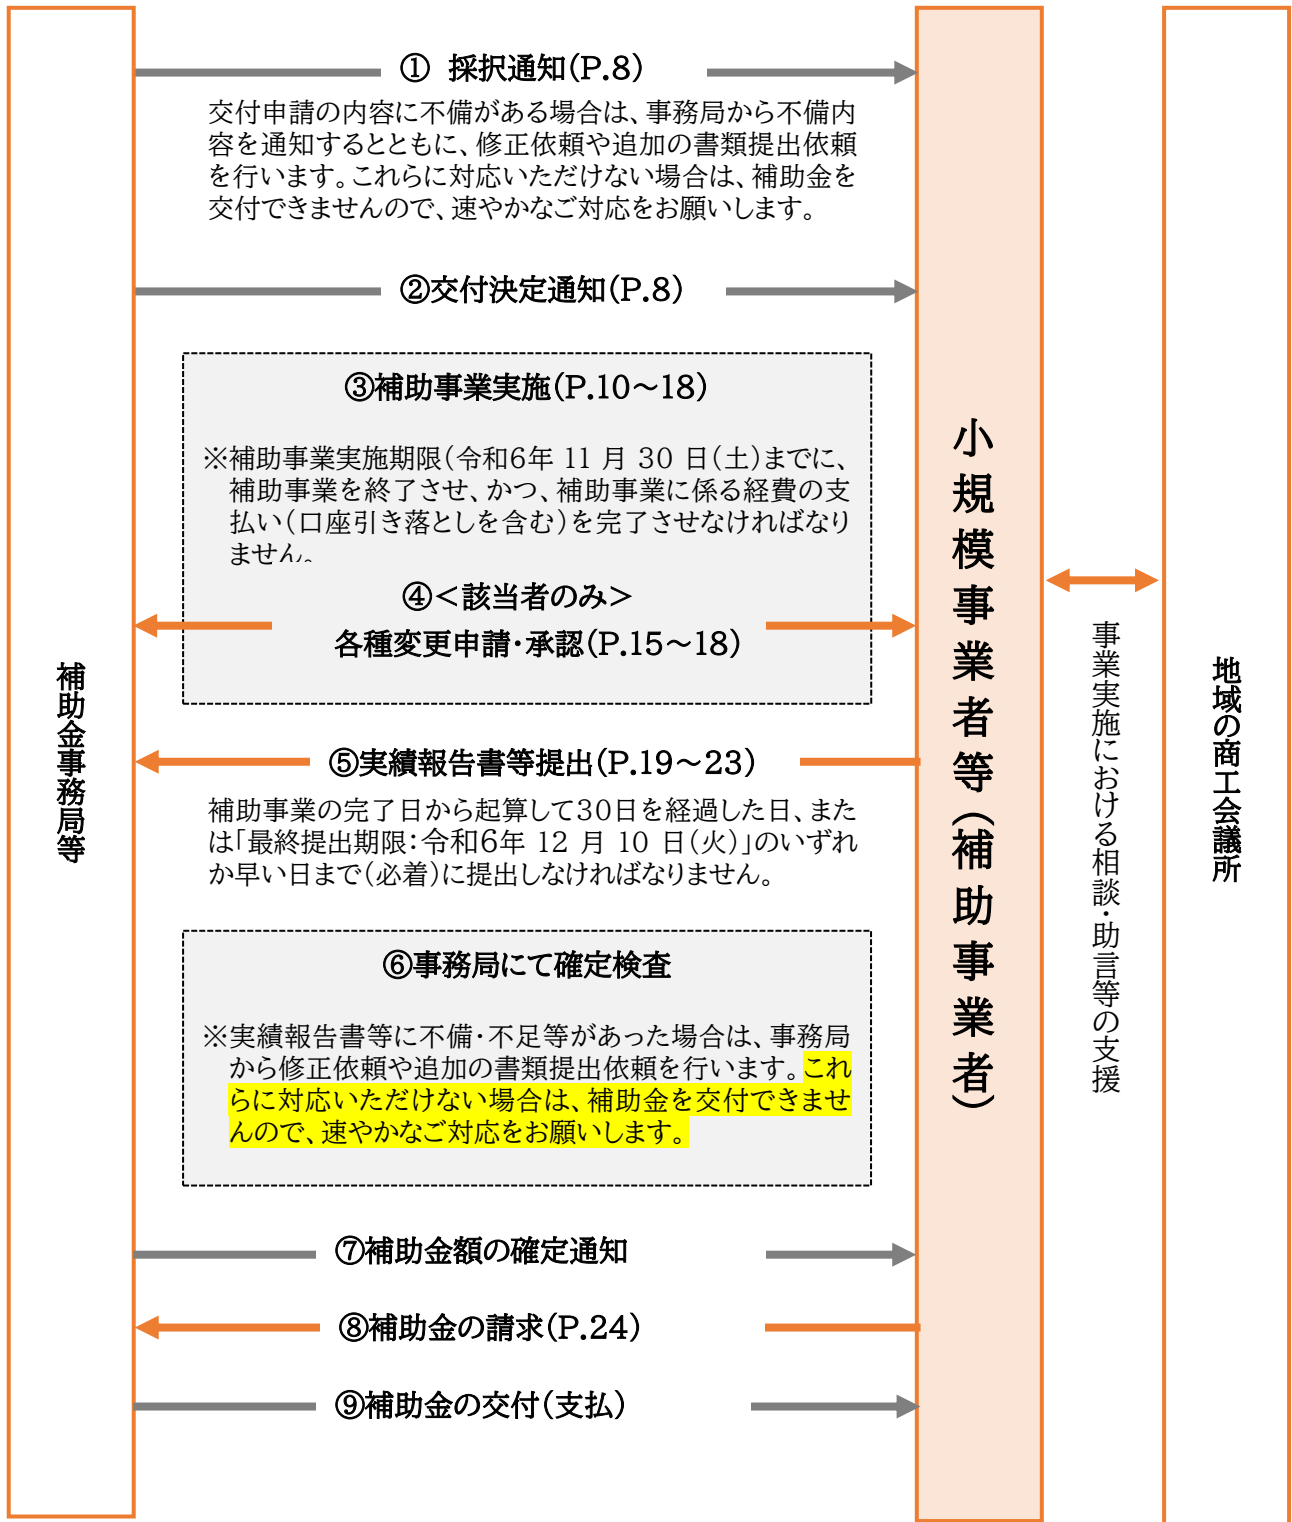 ① 採択通知(P.8)
交付申請の内容に不備がある場合は、事務局から不備内
容を通知するとともに、修正依頼や追加の書類提出依頼
を行います。これらに対応いただけない場合は、補助金を
交付できませんので、速やかなご対応をお願いします。
②交付決定通知(P.8)
③補助事業実施(P.10～18)
※補助事業実施期限(令和6年 11 月 30 日(土)までに、
補助事業を終了させ、かつ、補助事業に係る経費の支
払い(口座引き落としを含む)を完了させなければなり
ません。
④＜該当者のみ＞
各種変更申請・承認(P.15～18)
⑤実績報告書等提出(P.19～23)
補助事業の完了日から起算して30日を経過した日、また
は「最終提出期限：令和6年 12 月 10 日(火)」のいずれ
か早い日まで(必着)に提出しなければなりません。
⑥事務局にて確定検査
※実績報告書等に不備・不足等があった場合は、事務局
から修正依頼や追加の書類提出依頼を行います。これ
らに対応いただけない場合は、補助金を交付できませ
んので、速やかなご対応をお願いします。
⑦補助金額の確定通知
⑧補助金の請求(P.24)
⑨補助金の交付(支払)
補助金事務局等
小規模事業者等(補助事業者)
事業実施における相談・助言等の支援
地域の商工会議所